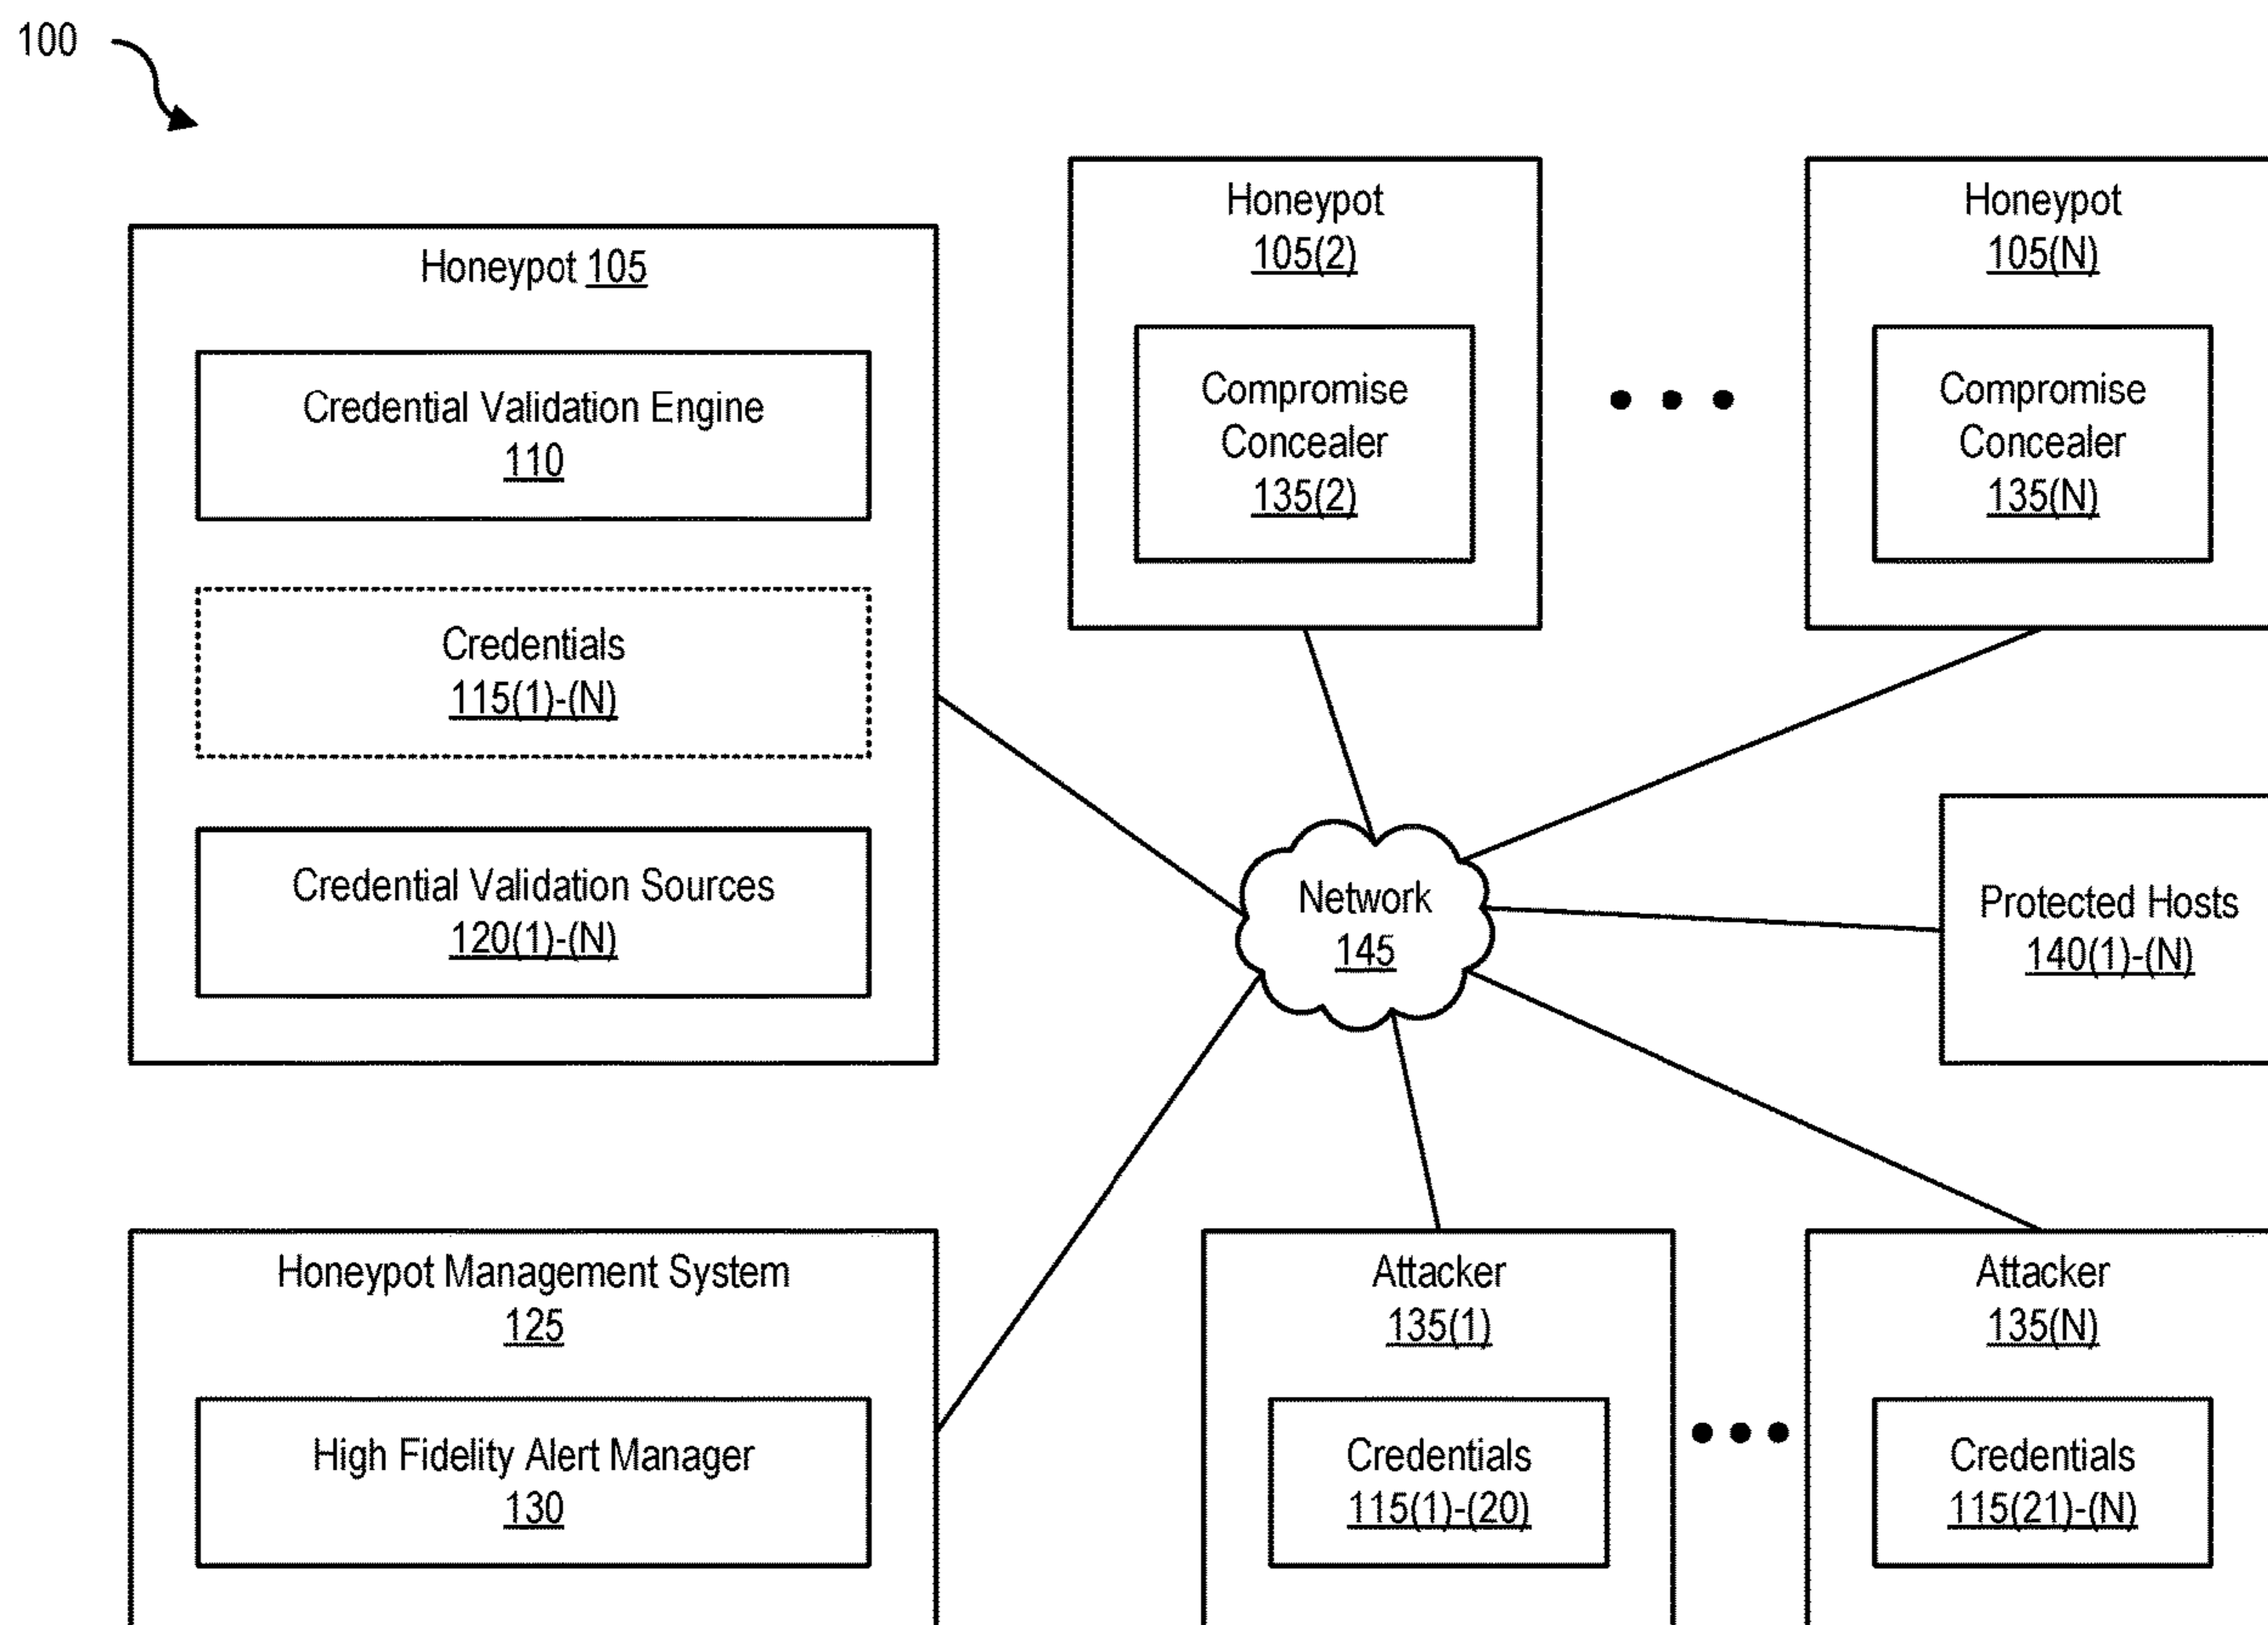 100
Honeypot 105
Credential Validation Engine
110
Credentials
115(1)-(N)
Credential Validation Sources
120(1)-(N)
Honeypot
105(2)
Compromise
Concealer
135(2)
Honeypot
105(N)
Compromise
Concealer
135(N)
Network
145
Protected Hosts
140(1)-(N)
Honeypot Management System
125
High Fidelity Alert Manager
130
Attacker
135(1)
Credentials
115(1)-(20)
Attacker
135(N)
Credentials
115(21)-(N)